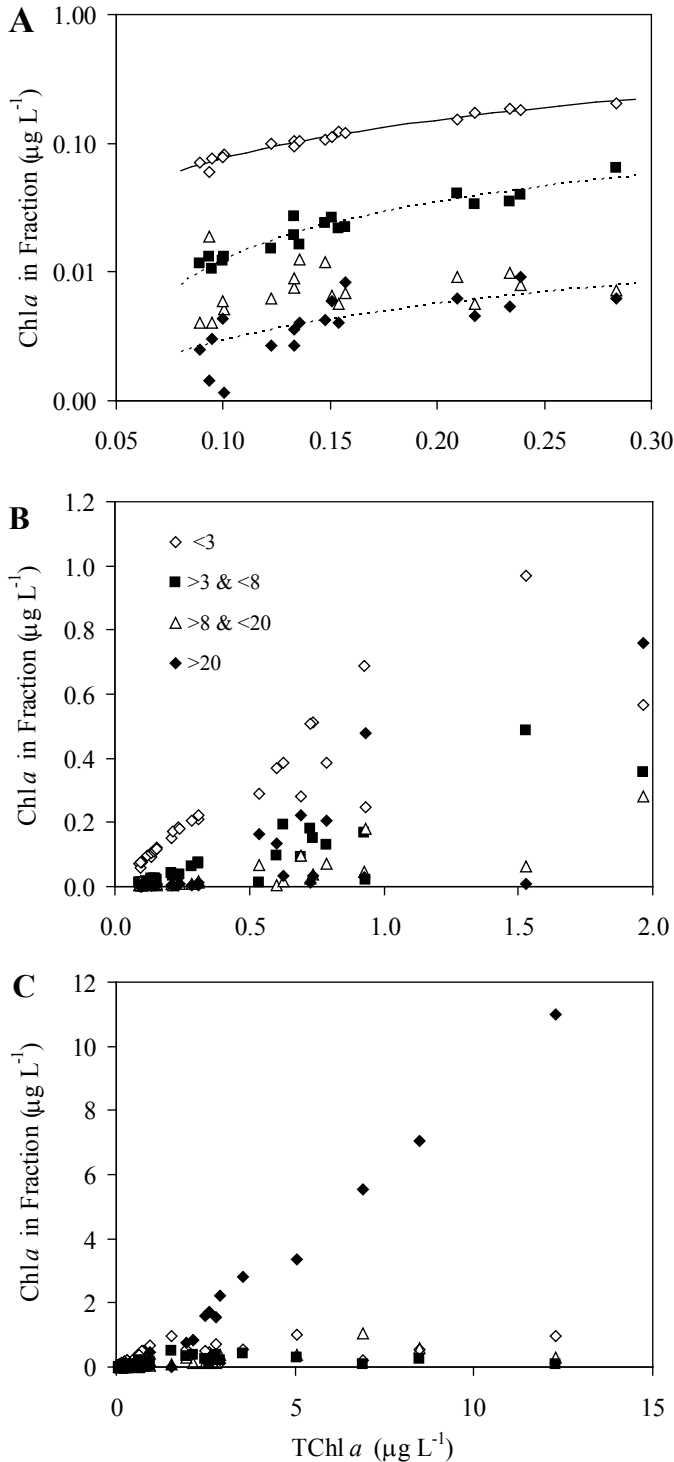 A
1.00
0.10
0.01
0.00
Chl a in Fraction (µg L-1)
0.05 0.10 0.15 0.20 0.25 0.30
B
1.2
1.0
0.8
0.6
0.4
0.2
0.0
Chl a in Fraction (µg L-1)
<3
>3 & <8
>8 & <20
>20
0.0 0.5 1.0 1.5 2.0
C
12
10
8
6
4
2
0
Chl a in Fraction (µg L-1)
0 5 10 15
TChl a (µg L-1)